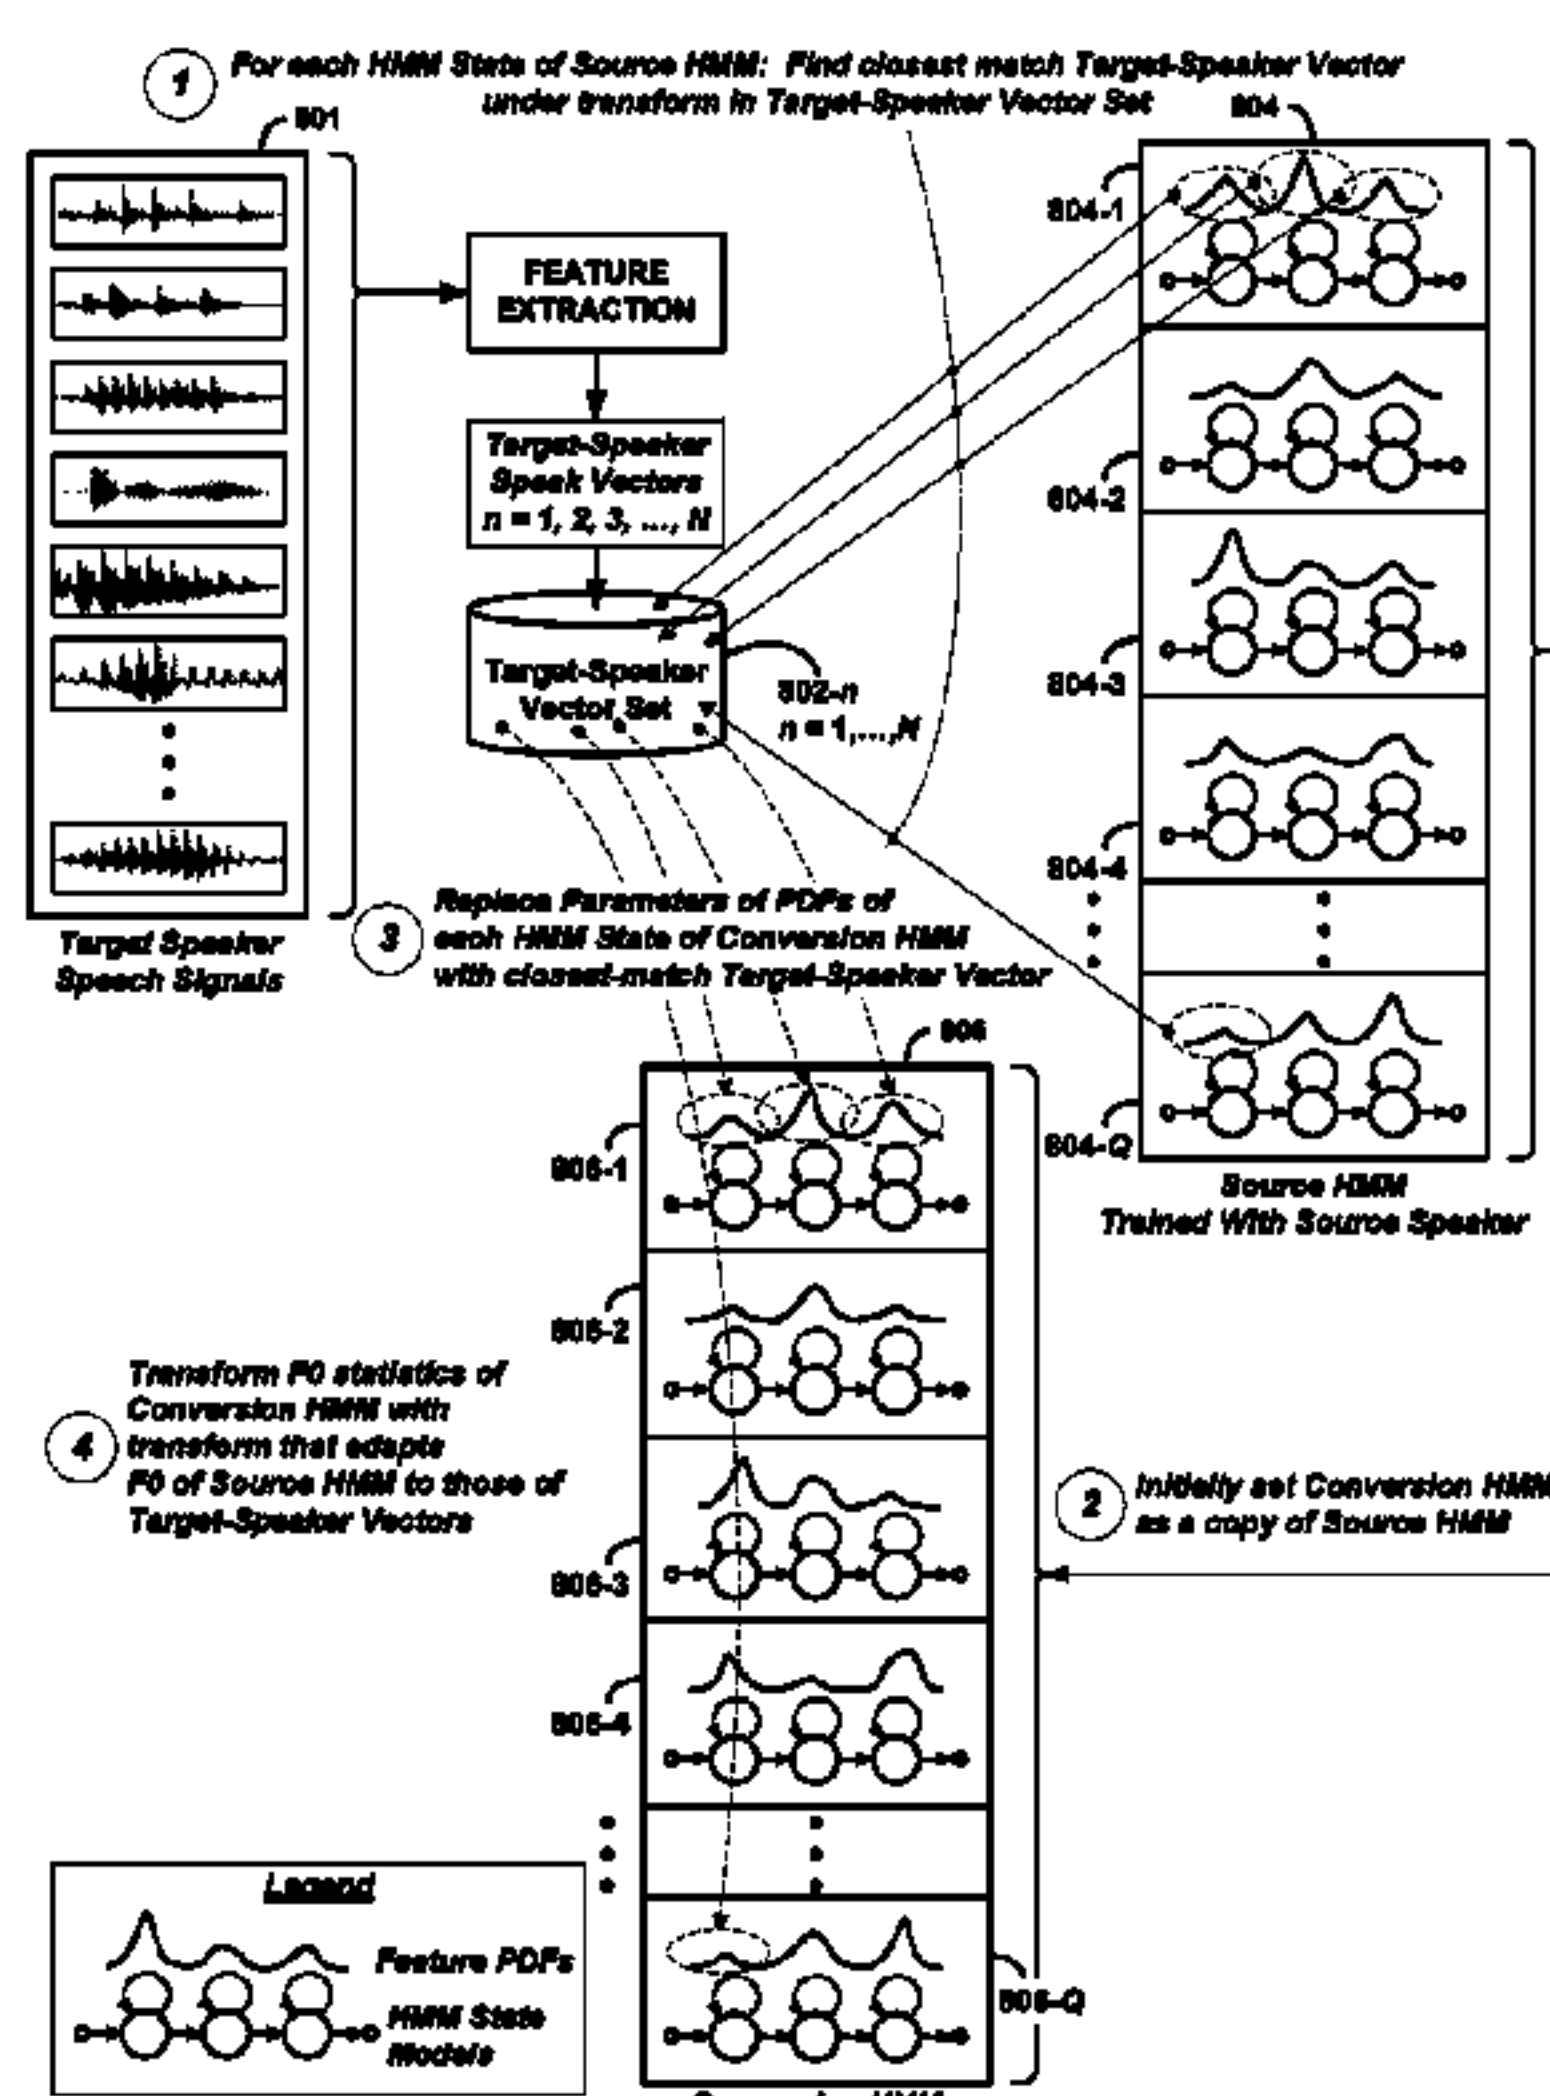 1
For each HMM State of Source HMM: Find closest match Target-Speaker Vector
under transform in Target-Speaker Vector Set
801
804
804-1
FEATURE
EXTRACTION
Target-Speaker
Speak Vectors
n = 1, 2, 3, ..., N
804-2
804-3
Target-Speaker
Vector Set
802-n
n = 1,...,N
804-4
3
Replace Parameters of PDFs of
each HMM State of Conversion HMM
with closest-match Target-Speaker Vector
Target Speaker
Speech Signals
806
804-Q
806-1
Source HMM
Trained With Source Speaker
806-2
4
Transform F0 statistics of
Conversion HMM with
transform that adapts
F0 of Source HMM to those of
Target-Speaker Vectors
2
Initially set Conversion HMM
as a copy of Source HMM
806-3
806-4
Legend
Feature PDFs
HMM State
Models
806-Q